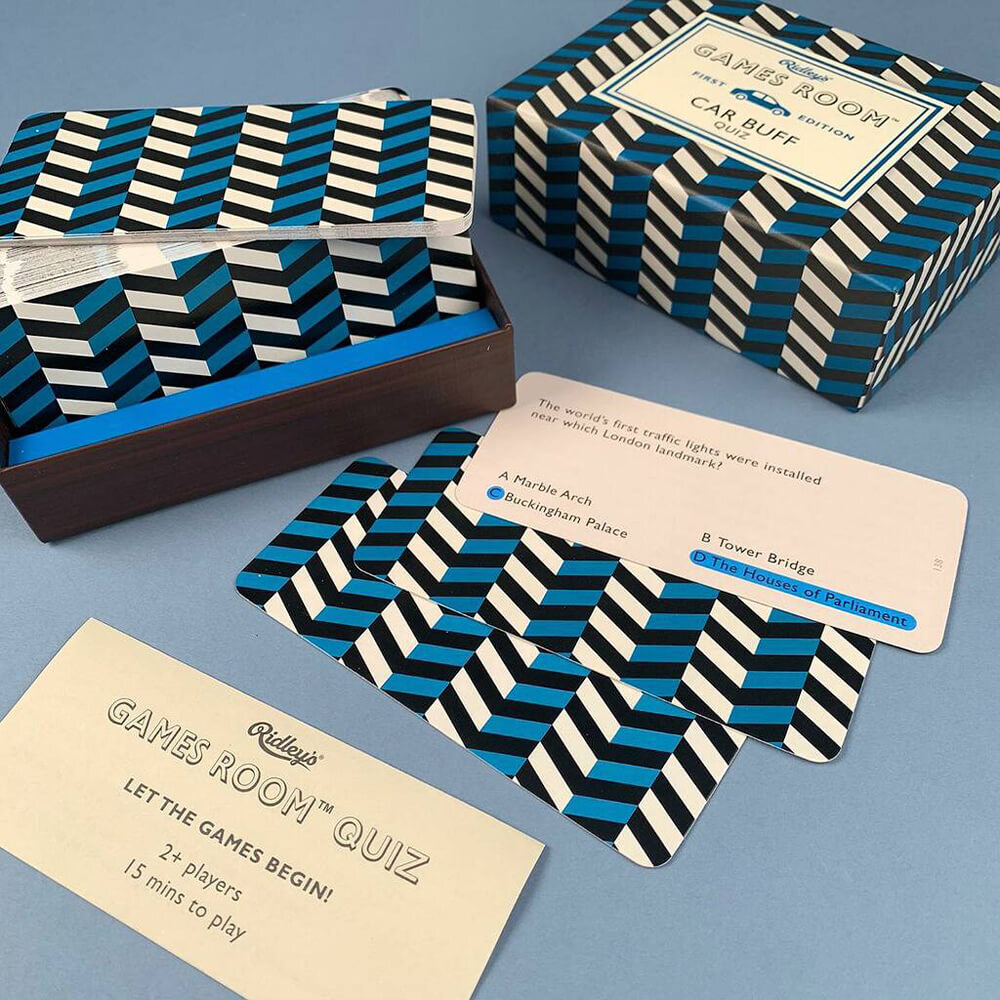 Ridley's
GAMES ROOM™
FIRST EDITION
CAR BUFF
QUIZ
The world's first traffic lights were installed
near which London landmark?
A Marble Arch
C Buckingham Palace
B Tower Bridge
D The Houses of Parliament
138
Ridley's®
GAMES ROOM™ QUIZ
LET THE GAMES BEGIN!
2+ players
15 mins to play